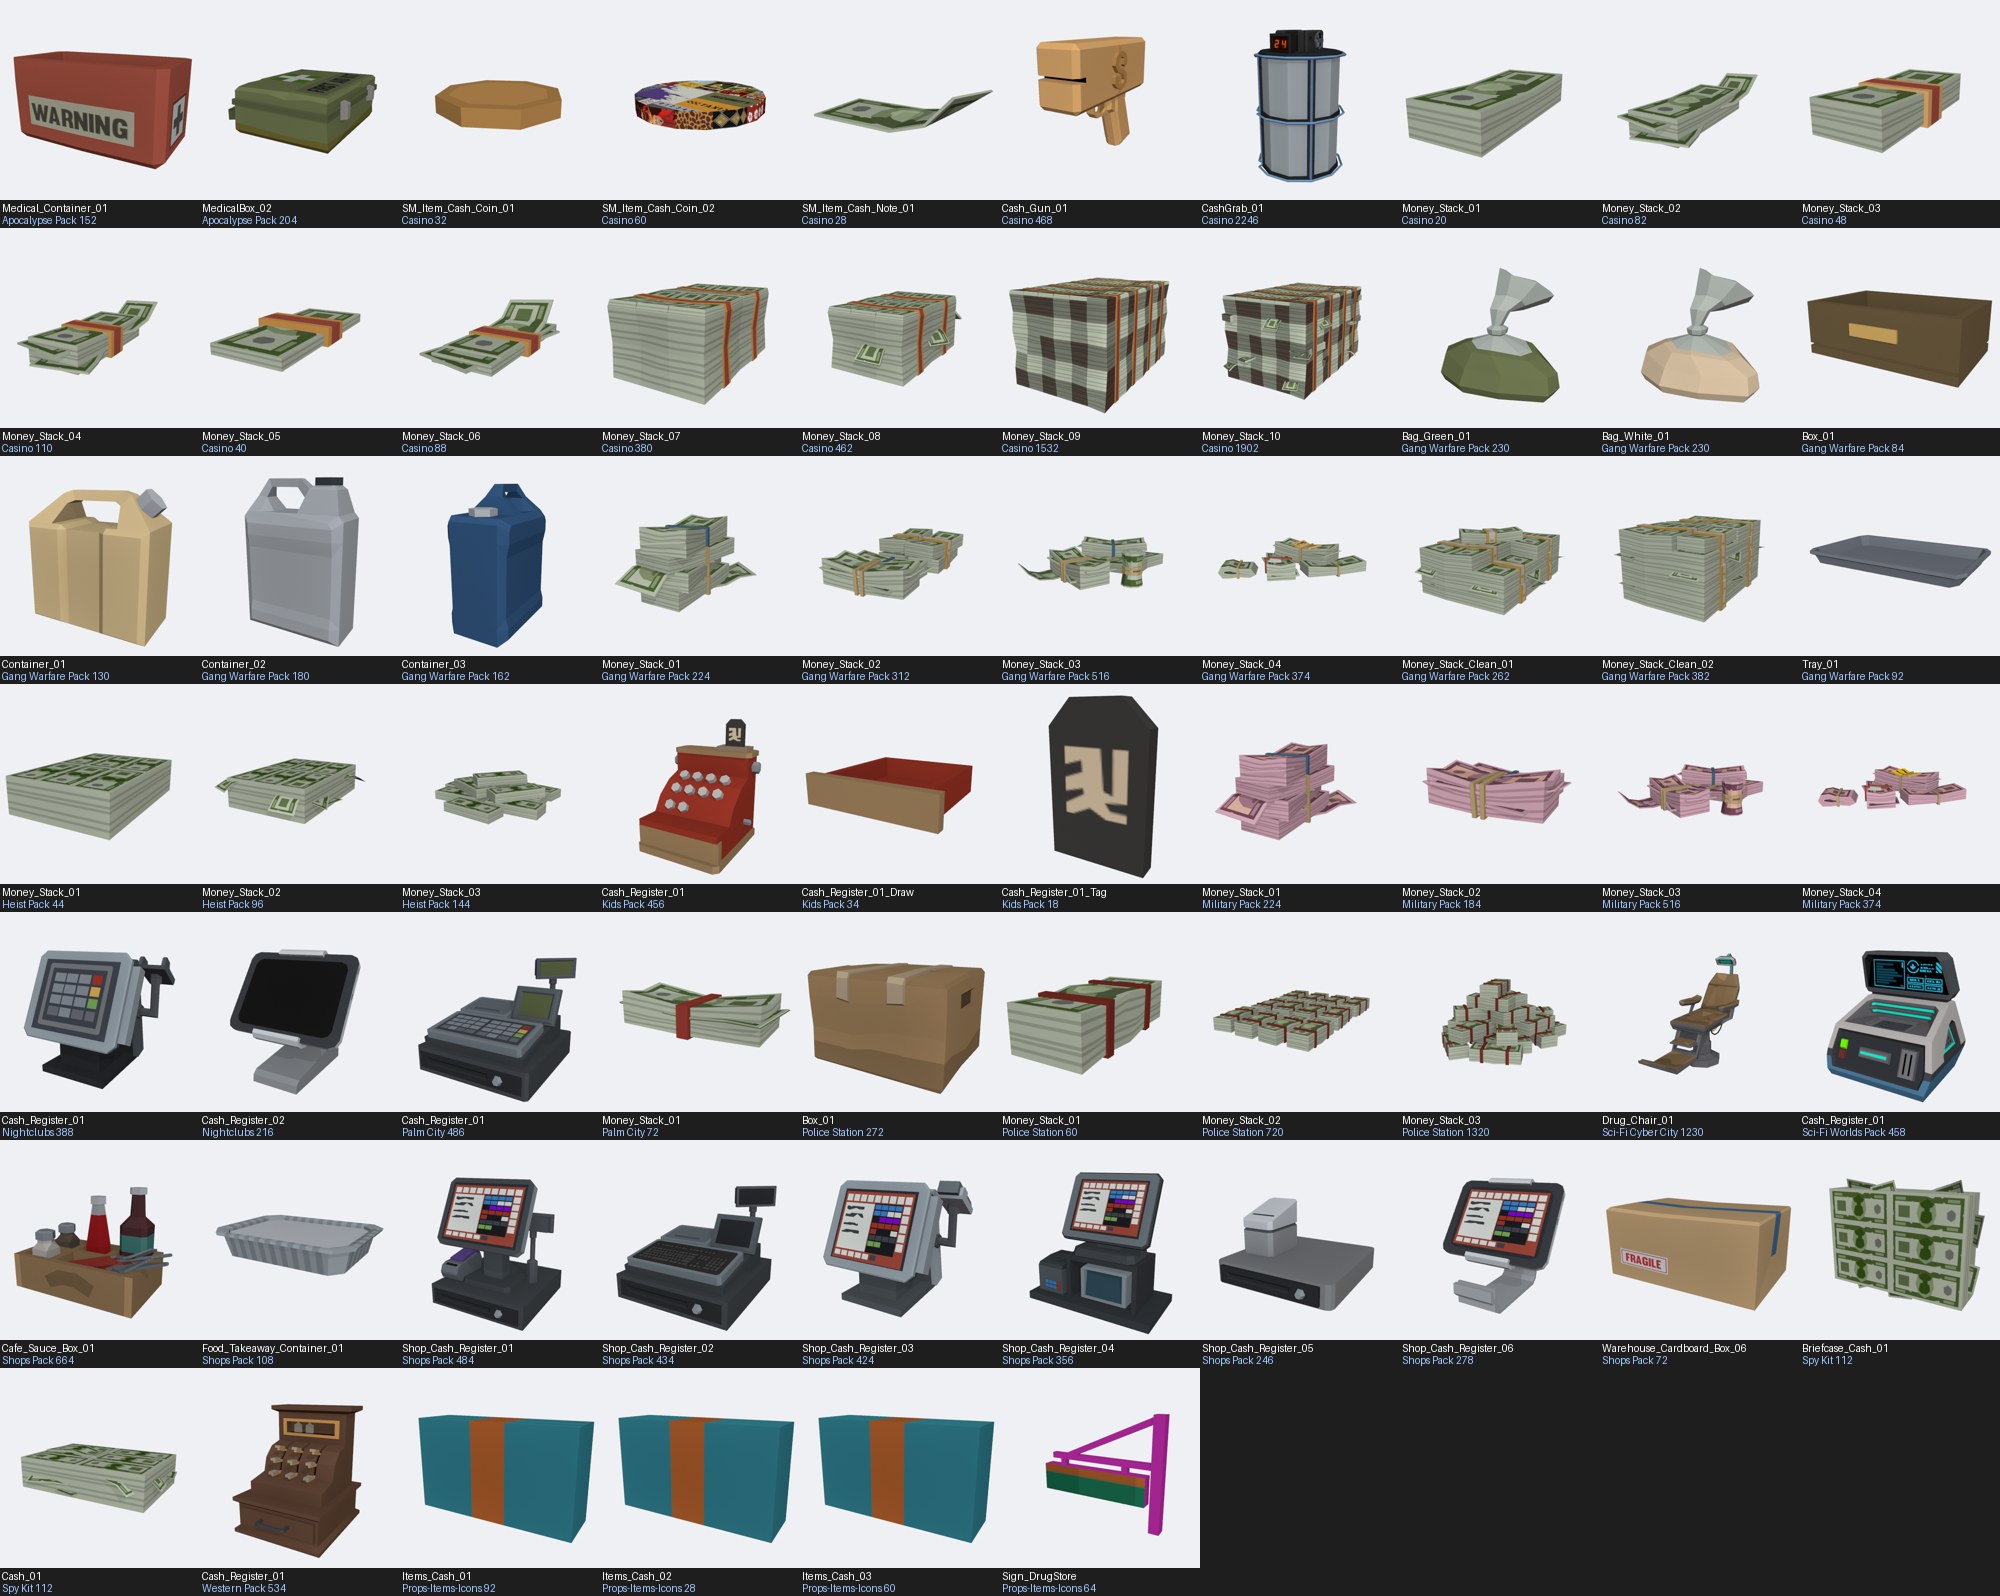 WARNING
24
Medical_Container_01
Apocalypse Pack 152
MedicalBox_02
Apocalypse Pack 204
SM_Item_Cash_Coin_01
Casino 32
SM_Item_Cash_Coin_02
Casino 60
SM_Item_Cash_Note_01
Casino 28
Cash_Gun_01
Casino 468
CashGrab_01
Casino 2246
Money_Stack_01
Casino 20
Money_Stack_02
Casino 82
Money_Stack_03
Casino 48
Money_Stack_04
Casino 110
Money_Stack_05
Casino 40
Money_Stack_06
Casino 88
Money_Stack_07
Casino 380
Money_Stack_08
Casino 462
Money_Stack_09
Casino 1532
Money_Stack_10
Casino 1902
Bag_Green_01
Gang Warfare Pack 230
Bag_White_01
Gang Warfare Pack 230
Box_01
Gang Warfare Pack 84
Container_01
Gang Warfare Pack 130
Container_02
Gang Warfare Pack 180
Container_03
Gang Warfare Pack 162
Money_Stack_01
Gang Warfare Pack 224
Money_Stack_02
Gang Warfare Pack 312
Money_Stack_03
Gang Warfare Pack 516
Money_Stack_04
Gang Warfare Pack 374
Money_Stack_Clean_01
Gang Warfare Pack 262
Money_Stack_Clean_02
Gang Warfare Pack 382
Tray_01
Gang Warfare Pack 92
Money_Stack_01
Heist Pack 44
Money_Stack_02
Heist Pack 96
Money_Stack_03
Heist Pack 144
Cash_Register_01
Kids Pack 456
Cash_Register_01_Draw
Kids Pack 34
Cash_Register_01_Tag
Kids Pack 18
Money_Stack_01
Military Pack 224
Money_Stack_02
Military Pack 184
Money_Stack_03
Military Pack 516
Money_Stack_04
Military Pack 374
Cash_Register_01
Nightclubs 388
Cash_Register_02
Nightclubs 216
Cash_Register_01
Palm City 486
Money_Stack_01
Palm City 72
Box_01
Police Station 272
Money_Stack_01
Police Station 60
Money_Stack_02
Police Station 720
Money_Stack_03
Police Station 1320
Drug_Chair_01
Sci-Fi Cyber City 1230
Cash_Register_01
Sci-Fi Worlds Pack 458
FRAGILE
Cafe_Sauce_Box_01
Shops Pack 664
Food_Takeaway_Container_01
Shops Pack 108
Shop_Cash_Register_01
Shops Pack 484
Shop_Cash_Register_02
Shops Pack 434
Shop_Cash_Register_03
Shops Pack 424
Shop_Cash_Register_04
Shops Pack 356
Shop_Cash_Register_05
Shops Pack 246
Shop_Cash_Register_06
Shops Pack 278
Warehouse_Cardboard_Box_06
Shops Pack 72
Briefcase_Cash_01
Spy Kit 112
Cash_01
Spy Kit 112
Cash_Register_01
Western Pack 534
Items_Cash_01
Props-Items-Icons 92
Items_Cash_02
Props-Items-Icons 28
Items_Cash_03
Props-Items-Icons 60
Sign_DrugStore
Props-Items-Icons 64